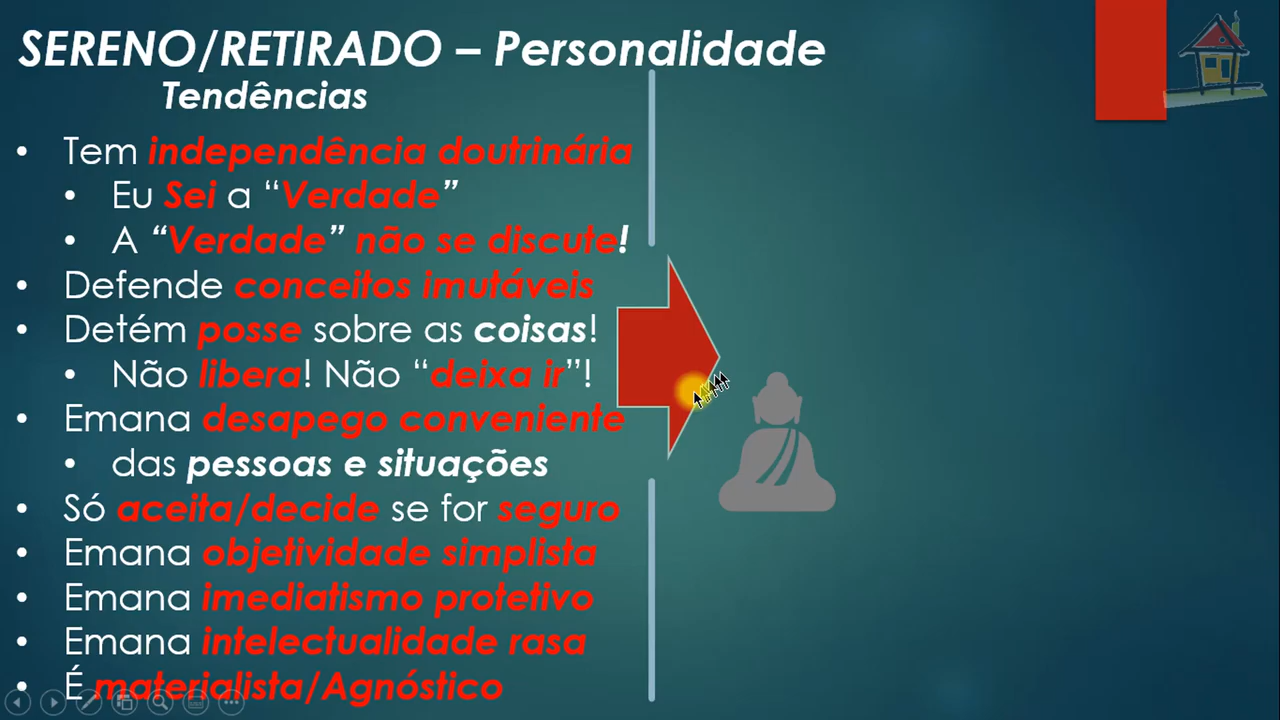 SERENO/RETIRADO – Personalidade
Tendências
• Tem independência doutrinária
• Eu Sei a “Verdade”
• A “Verdade” não se discute!
• Defende conceitos imutáveis
• Detém posse sobre as coisas!
• Não libera! Não “deixa ir”!
• Emana desapego conveniente
• das pessoas e situações
• Só aceita/decide se for seguro
• Emana objetividade simplista
• Emana imediatismo protetivo
• Emana intelectualidade rasa
• É materialista/Agnóstico